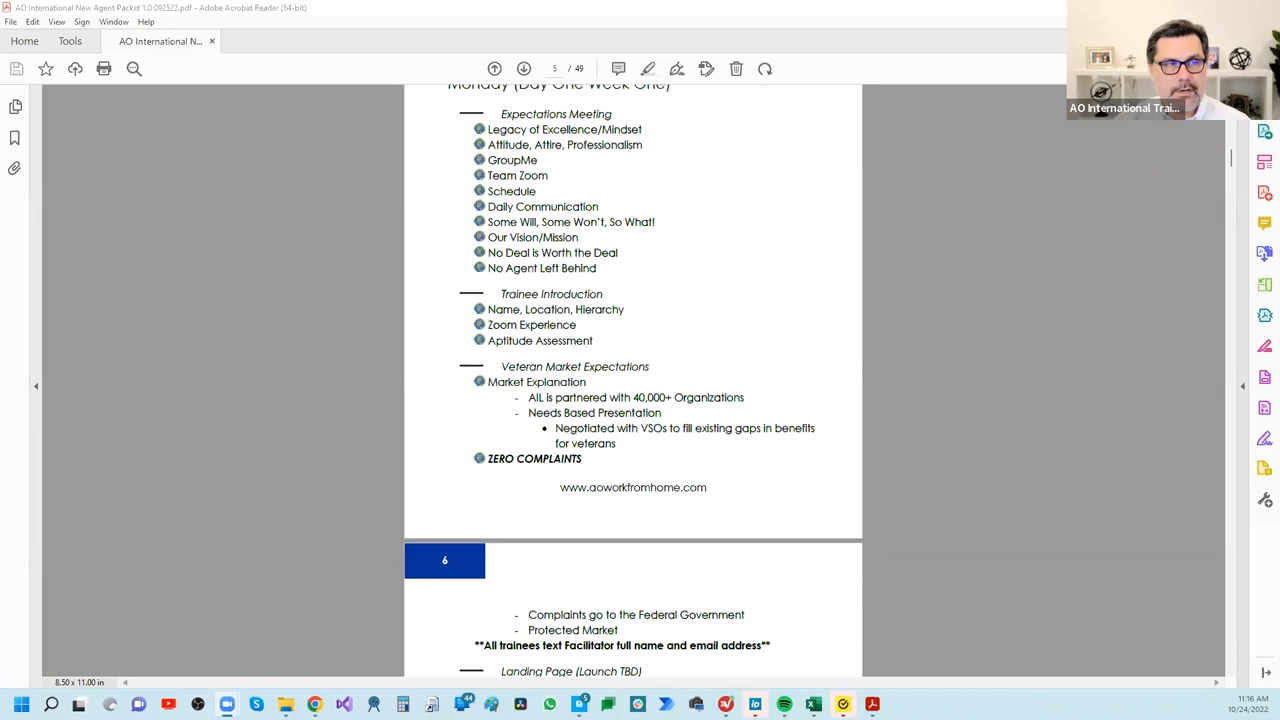 AO International New Agent Packet 1.0 092522.pdf - Adobe Acrobat Reader (64-bit)
File Edit View Sign Window Help
Home Tools AO International N... ×
5 / 49
AO International Trai...
Monday (Day One Week One)
Expectations Meeting
Legacy of Excellence/Mindset
Attitude, Attire, Professionalism
GroupMe
Team Zoom
Schedule
Daily Communication
Some Will, Some Won't, So What!
Our Vision/Mission
No Deal is Worth the Deal
No Agent Left Behind
Trainee Introduction
Name, Location, Hierarchy
Zoom Experience
Aptitude Assessment
Veteran Market Expectations
Market Explanation
- AIL is partnered with 40,000+ Organizations
- Needs Based Presentation
• Negotiated with VSOs to fill existing gaps in benefits
for veterans
ZERO COMPLAINTS
www.aoworkfromhome.com
6
- Complaints go to the Federal Government
- Protected Market
**All trainees text Facilitator full name and email address**
Landing Page (Launch TBD)
8.50 x 11.00 in
44
5
11:16 AM
10/24/2022